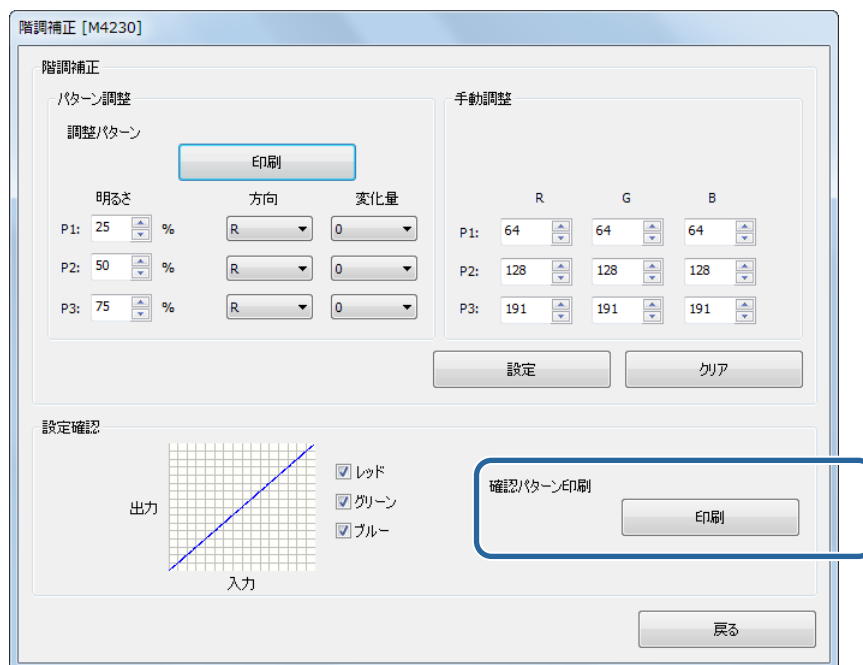 階調補正 [M4230]
階調補正
パターン調整
調整パターン
印刷
明るさ 方向 変化量
P1: 25 % R 0
P2: 50 % R 0
P3: 75 % R 0
手動調整
R G B
P1: 64 64 64
P2: 128 128 128
P3: 191 191 191
設定 クリア
設定確認
出力
入力
レッド
グリーン
ブルー
確認パターン印刷
印刷
戻る